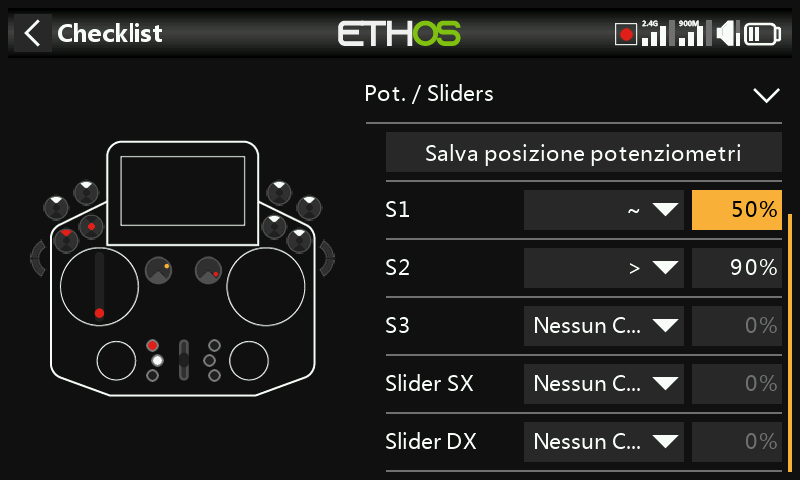 Checklist
ETHOS
2.4G
900M
Pot. / Sliders
Salva posizione potenziometri
S1 ~ 50%
S2 > 90%
S3 Nessun C... 0%
Slider SX Nessun C... 0%
Slider DX Nessun C... 0%